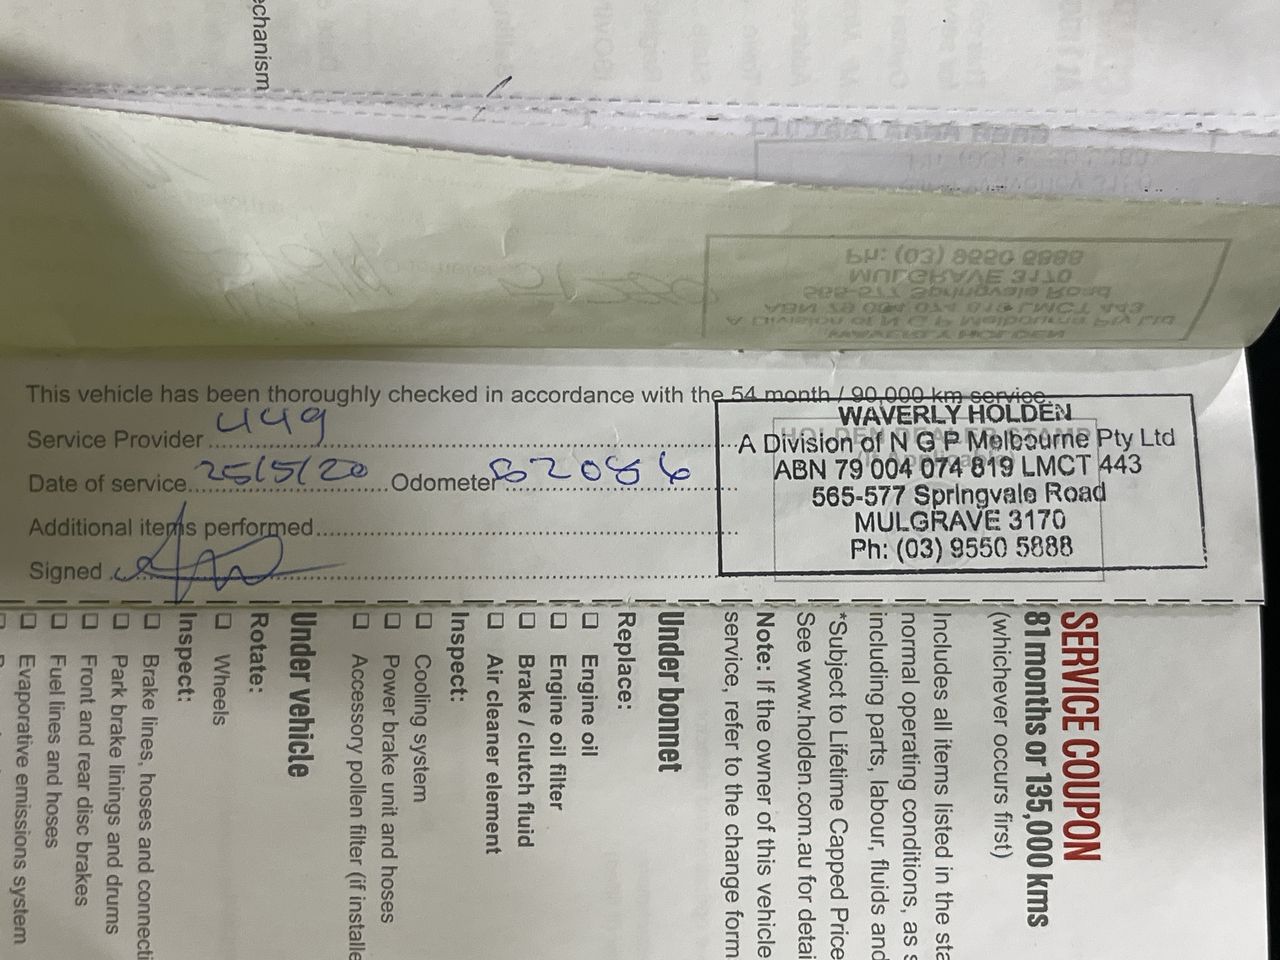 echanism
This vehicle has been thoroughly checked in accordance with the 54 month / 90,000 km service.
Service Provider 449
Date of service 25/5/20 Odometer 82086
Additional items performed
Signed
WAVERLY HOLDEN
A Division of N G P Melbourne Pty Ltd
ABN 79 004 074 819 LMCT 443
565-577 Springvale Road
MULGRAVE 3170
Ph: (03) 9550 5888
SERVICE COUPON
81 months or 135,000 kms
(whichever occurs first)
Includes all items listed in the sta
normal operating conditions, as s
including parts, labour, fluids and
*Subject to Lifetime Capped Price
See www.holden.com.au for detai
Note: If the owner of this vehicle
service, refer to the change form
Under bonnet
Replace:
Engine oil
Engine oil filter
Brake / clutch fluid
Air cleaner element
Inspect:
Cooling system
Power brake unit and hoses
Accessory pollen filter (if installe
Under vehicle
Rotate:
Wheels
Inspect:
Brake lines, hoses and connecti
Park brake linings and drums
Front and rear disc brakes
Fuel lines and hoses
Evaporative emissions system